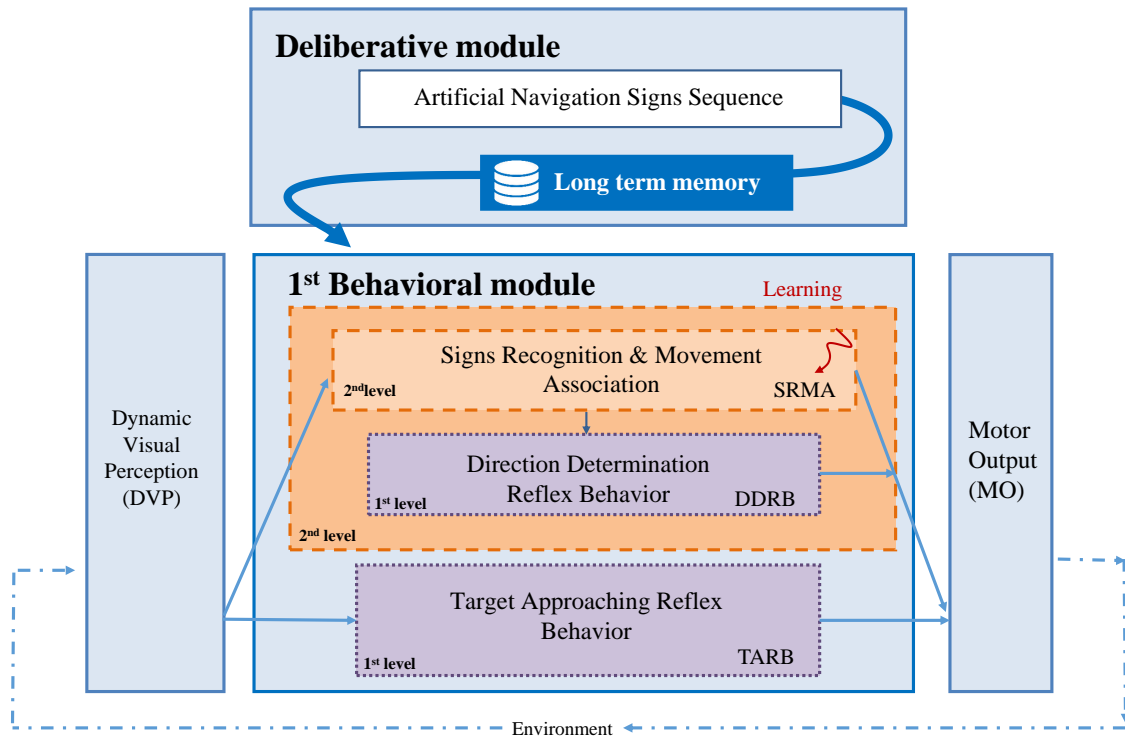 Deliberative module
Artificial Navigation Signs Sequence
Long term memory
1st Behavioral module
Learning
Signs Recognition & Movement
Association
2nd level
SRMA
Direction Determination
Reflex Behavior
1st level
DDRB
2nd level
Target Approaching Reflex
Behavior
1st level
TARB
Dynamic
Visual
Perception
(DVP)
Motor
Output
(MO)
Environment